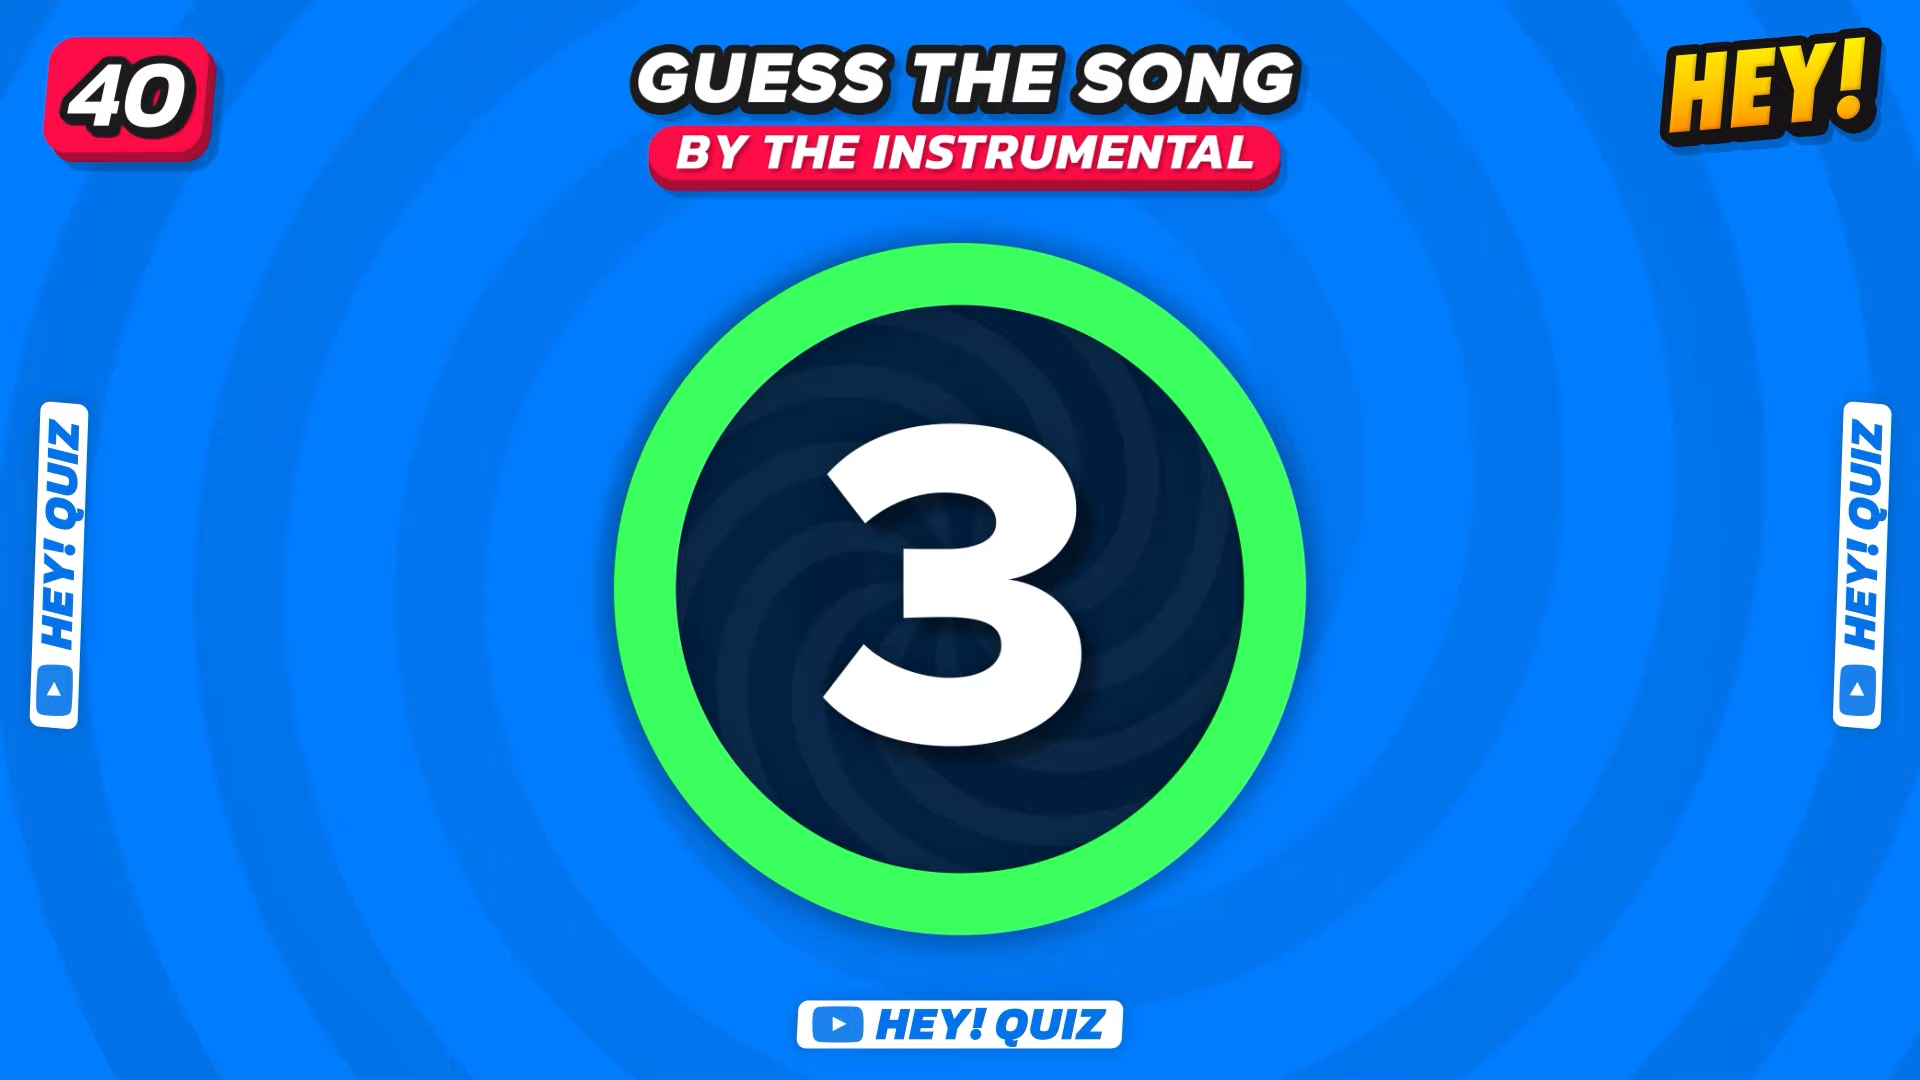 40
GUESS THE SONG
BY THE INSTRUMENTAL
HEY!
3
HEY! QUIZ
HEY! QUIZ
HEY! QUIZ